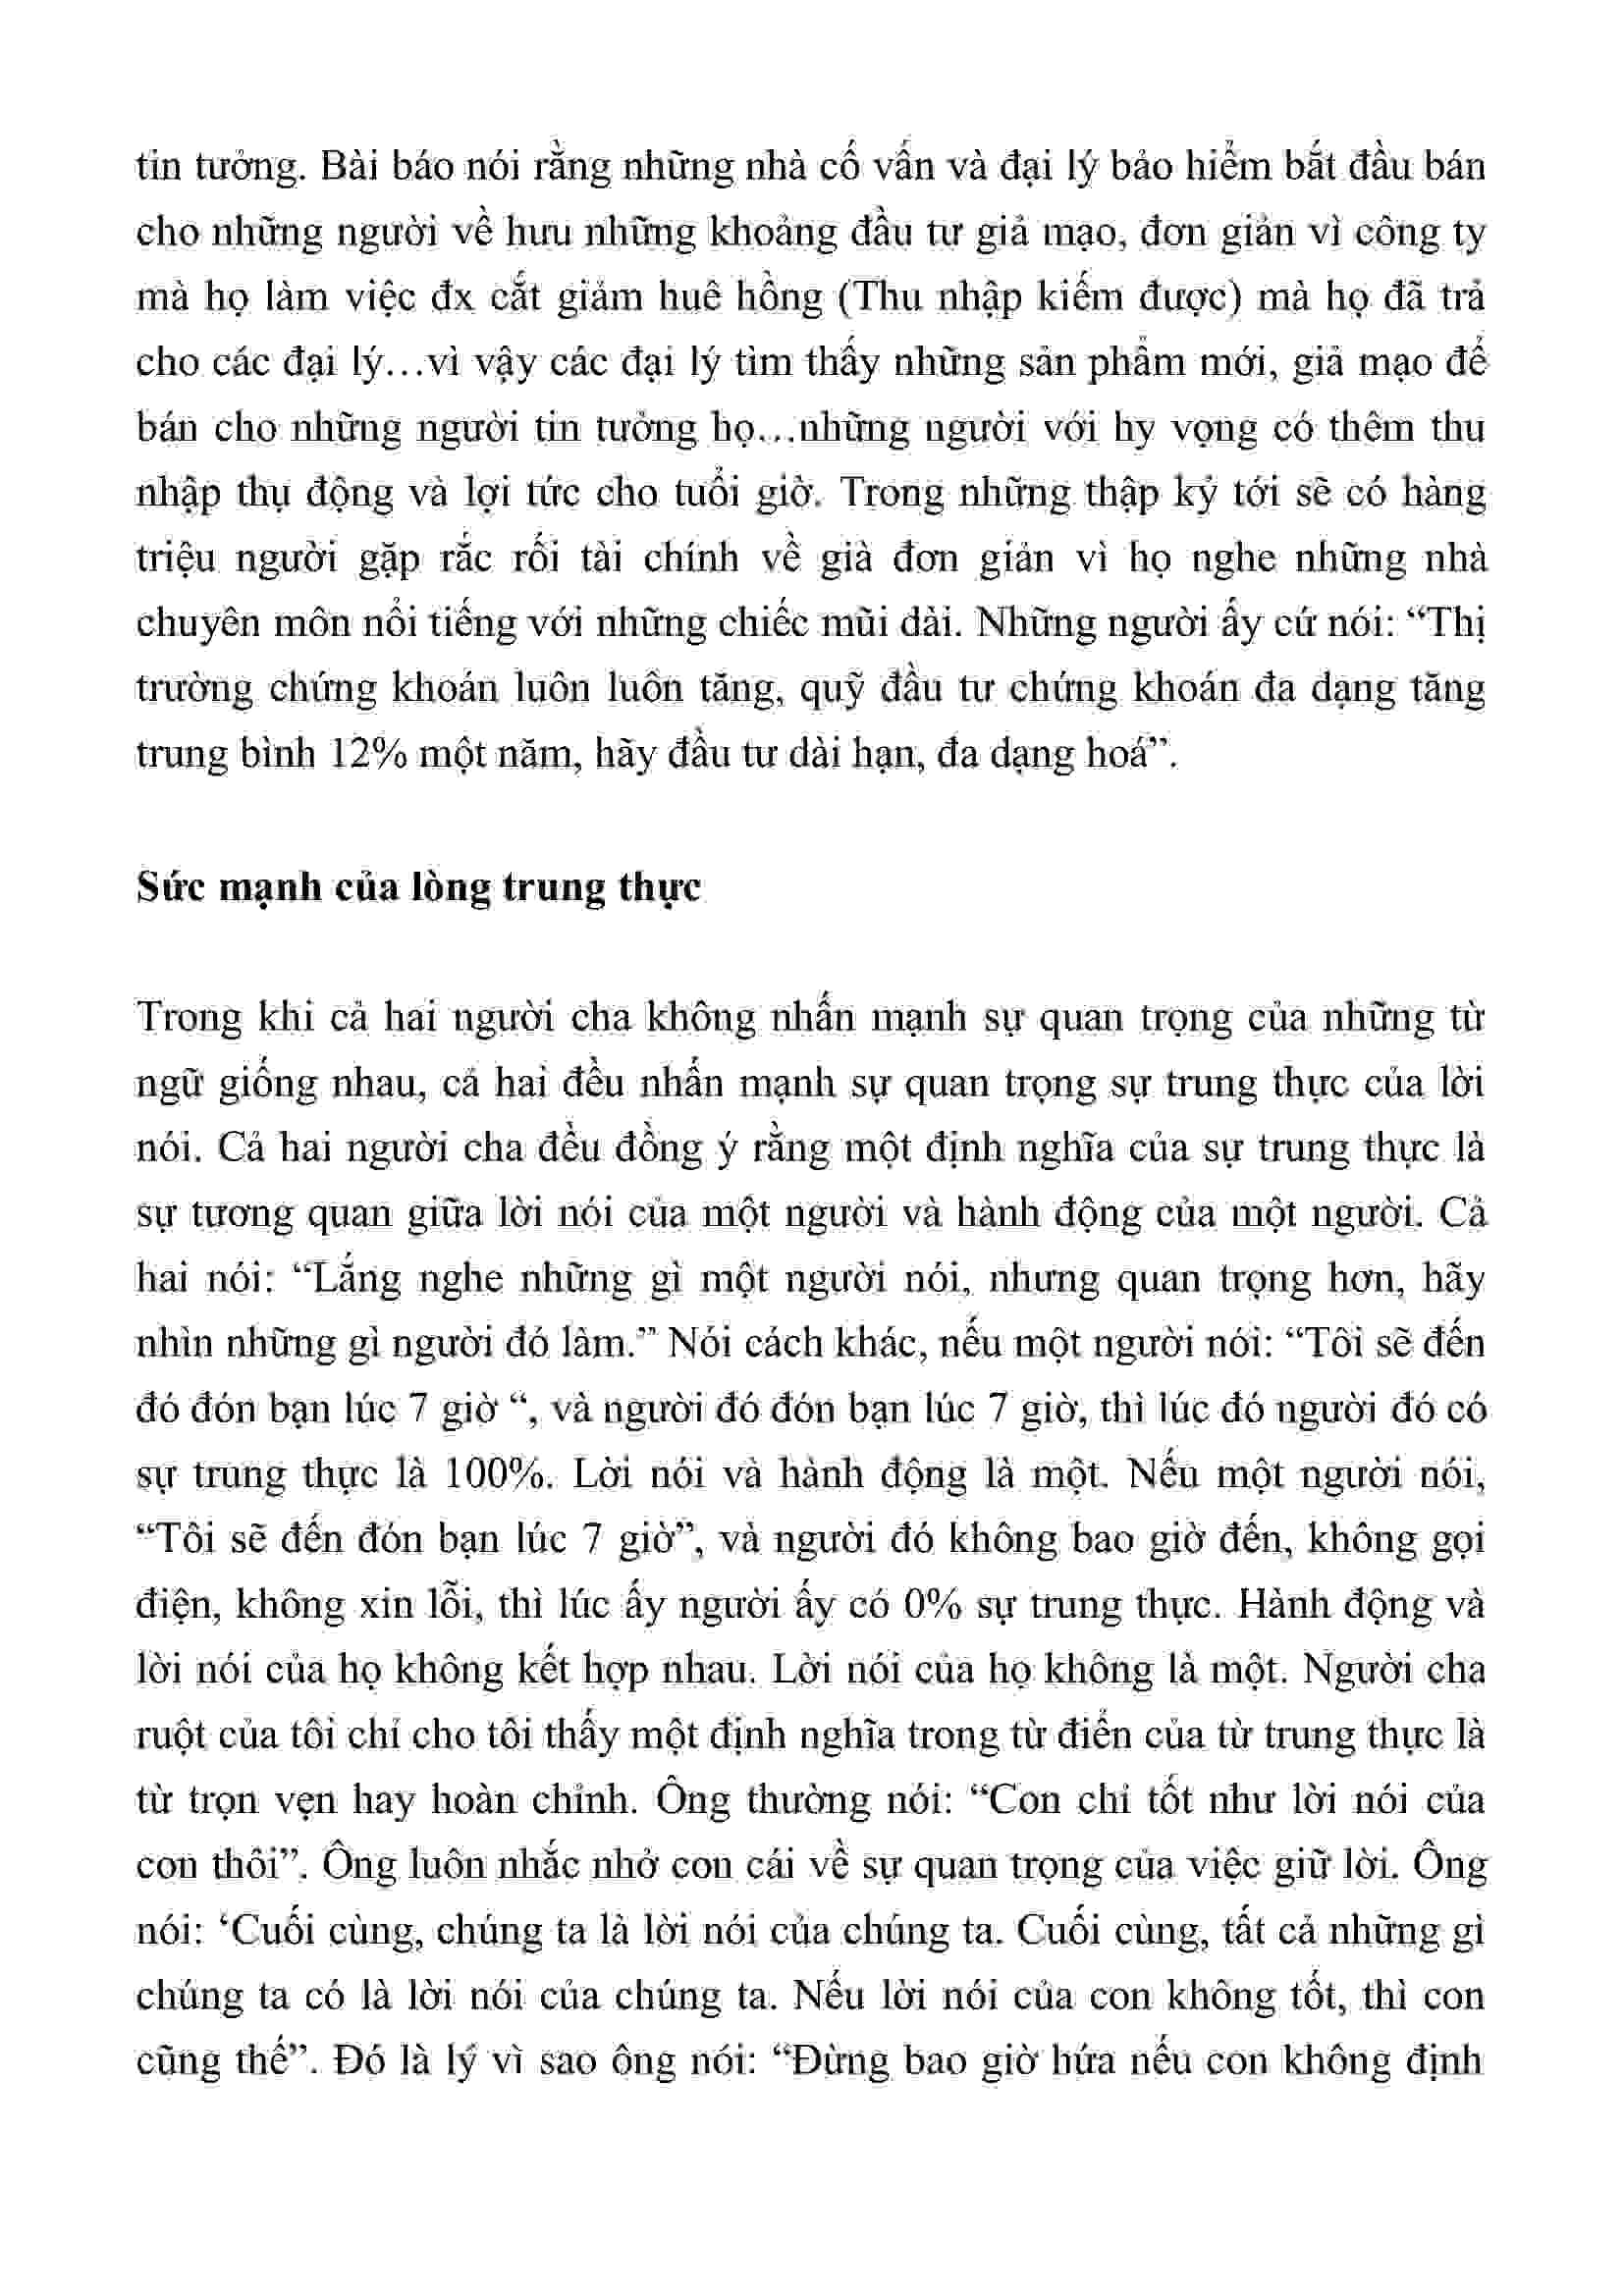 tin tưởng. Bài báo nói rằng những nhà cố vấn và đại lý bảo hiểm bắt đầu bán
cho những người về hưu những khoảng đầu tư giả mạo, đơn giản vì công ty
mà họ làm việc đx cắt giảm huê hồng (Thu nhập kiếm được) mà họ đã trả
cho các đại lý…vì vậy các đại lý tìm thấy những sản phẩm mới, giả mạo để
bán cho những người tin tưởng họ…những người với hy vọng có thêm thu
nhập thụ động và lợi tức cho tuổi giờ. Trong những thập kỷ tới sẽ có hàng
triệu người gặp rắc rối tài chính về già đơn giản vì họ nghe những nhà
chuyên môn nổi tiếng với những chiếc mũi dài. Những người ấy cứ nói: “Thị
trường chứng khoán luôn luôn tăng, quỹ đầu tư chứng khoán đa dạng tăng
trung bình 12% một năm, hãy đầu tư dài hạn, đa dạng hoá”.
Sức mạnh của lòng trung thực
Trong khi cả hai người cha không nhấn mạnh sự quan trọng của những từ
ngữ giống nhau, cả hai đều nhấn mạnh sự quan trọng sự trung thực của lời
nói. Cả hai người cha đều đồng ý rằng một định nghĩa của sự trung thực là
sự tương quan giữa lời nói của một người và hành động của một người. Cả
hai nói: “Lắng nghe những gì một người nói, nhưng quan trọng hơn, hãy
nhìn những gì người đó làm.” Nói cách khác, nếu một người nói: “Tôi sẽ đến
đó đón bạn lúc 7 giờ “, và người đó đón bạn lúc 7 giờ, thì lúc đó người đó có
sự trung thực là 100%. Lời nói và hành động là một. Nếu một người nói,
“Tôi sẽ đến đón bạn lúc 7 giờ”, và người đó không bao giờ đến, không gọi
điện, không xin lỗi, thì lúc ấy người ấy có 0% sự trung thực. Hành động và
lời nói của họ không kết hợp nhau. Lời nói của họ không là một. Người cha
ruột của tôi chỉ cho tôi thấy một định nghĩa trong từ điển của từ trung thực là
từ trọn vẹn hay hoàn chỉnh. Ông thường nói: “Con chỉ tốt như lời nói của
con thôi”. Ông luôn nhắc nhở con cái về sự quan trọng của việc giữ lời. Ông
nói: ‘Cuối cùng, chúng ta là lời nói của chúng ta. Cuối cùng, tất cả những gì
chúng ta có là lời nói của chúng ta. Nếu lời nói của con không tốt, thì con
cũng thế”. Đó là lý vì sao ông nói: “Đừng bao giờ hứa nếu con không định